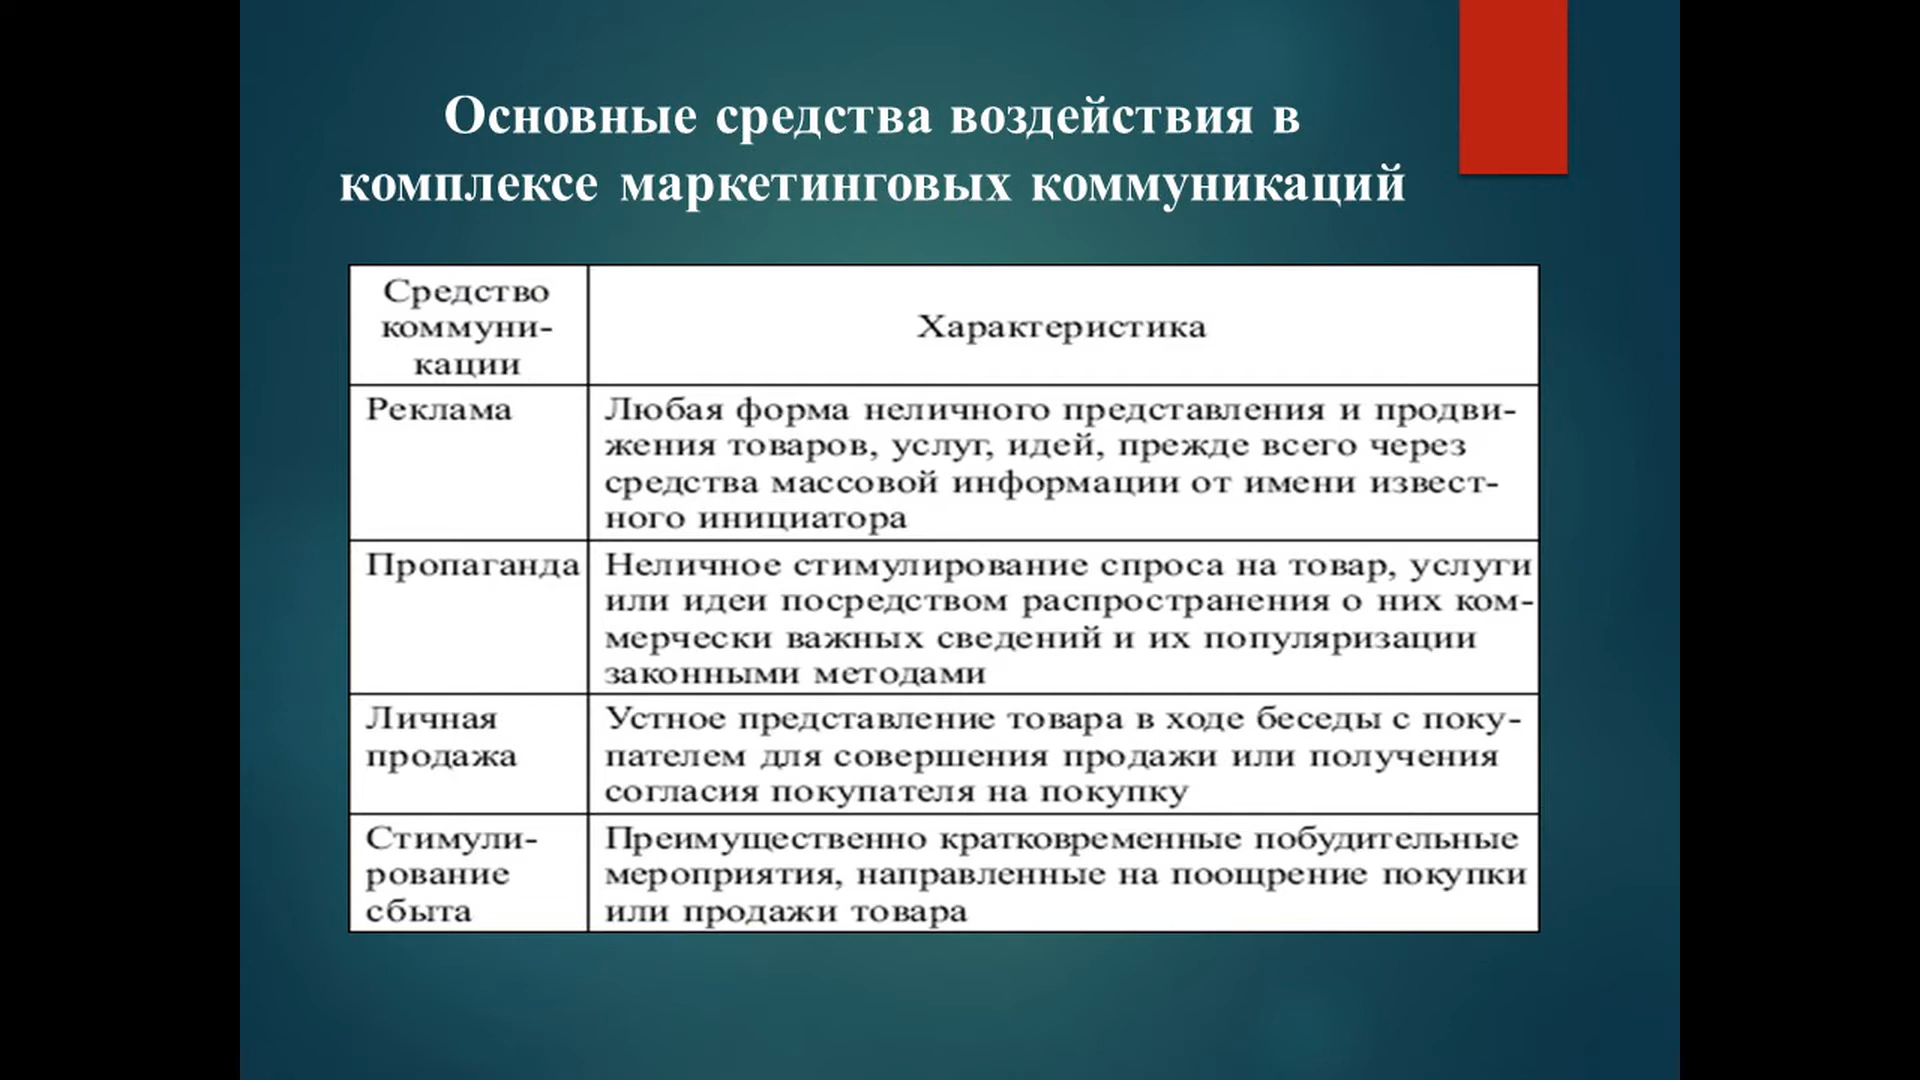 Основные средства воздействия в
комплексе маркетинговых коммуникаций
Средство
коммуни-
кации
Характеристика
Реклама
Любая форма неличного представления и продви-
жения товаров, услуг, идей, прежде всего через
средства массовой информации от имени извест-
ного инициатора
Пропаганда
Неличное стимулирование спроса на товар, услуги
или идеи посредством распространения о них ком-
мерчески важных сведений и их популяризации
законными методами
Личная
продажа
Устное представление товара в ходе беседы с поку-
пателем для совершения продажи или получения
согласия покупателя на покупку
Стимули-
рование
сбыта
Преимущественно кратковременные побудительные
мероприятия, направленные на поощрение покупки
или продажи товара